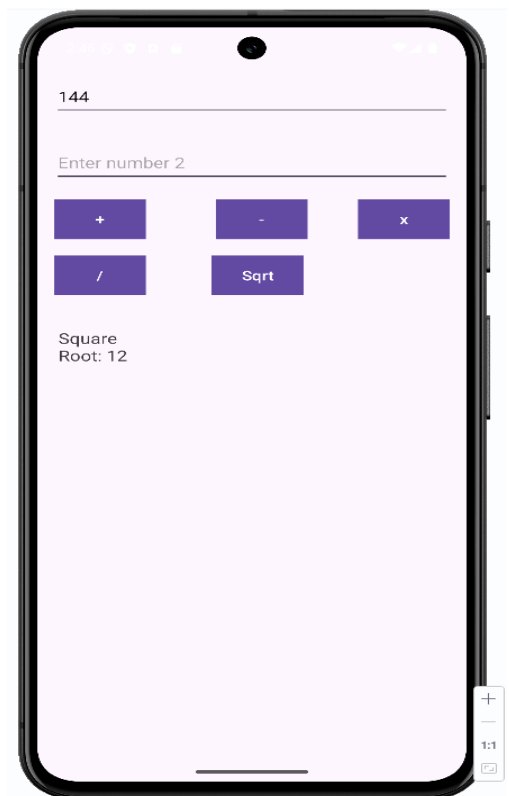 144
Enter number 2
+ - x
/ Sqrt
Square
Root: 12
1:1